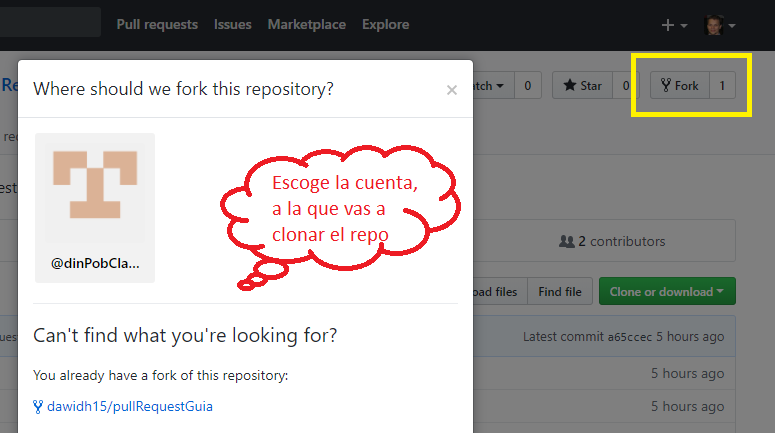 Pull requests Issues Marketplace Explore
Where should we fork this repository? ×
Re
Star 0
Fork 1
0
Escoge la cuenta,
a la que vas a
clonar el repo
@dinPobCla...
2 contributors
Find file
Clone or download
files
Can't find what you're looking for?
Latest commit a65ccec 5 hours ago
You already have a fork of this repository:
5 hours ago
dawidh15/pullRequestGuia
5 hours ago